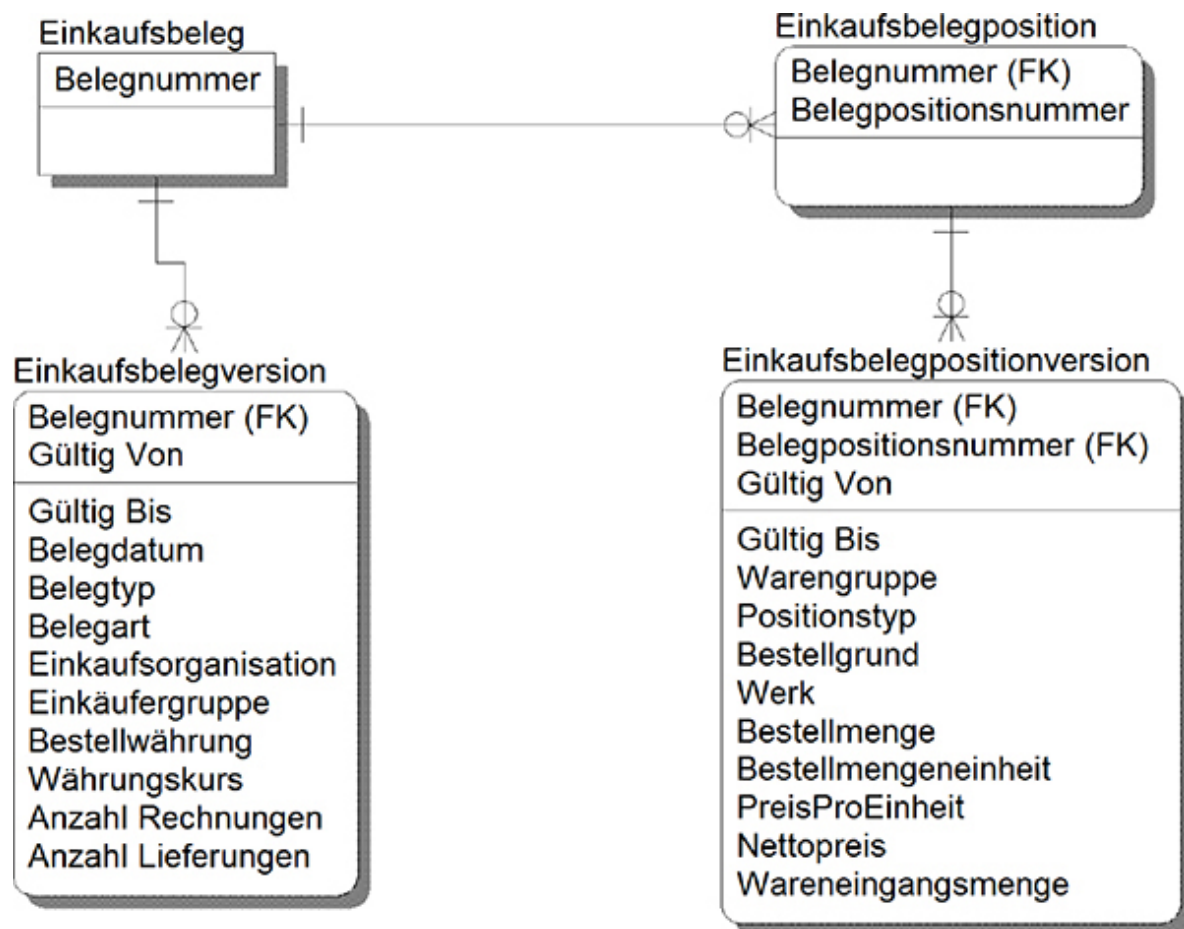 Einkaufsbeleg
Belegnummer
Einkaufsbelegposition
Belegnummer (FK)
Belegpositionsnummer
Einkaufsbelegversion
Belegnummer (FK)
Gültig Von
Gültig Bis
Belegdatum
Belegtyp
Belegart
Einkaufsorganisation
Einkäufergruppe
Bestellwährung
Währungskurs
Anzahl Rechnungen
Anzahl Lieferungen
Einkaufsbelegpositionversion
Belegnummer (FK)
Belegpositionsnummer (FK)
Gültig Von
Gültig Bis
Warengruppe
Positionstyp
Bestellgrund
Werk
Bestellmenge
Bestellmengeneinheit
PreisProEinheit
Nettopreis
Wareneingangsmenge